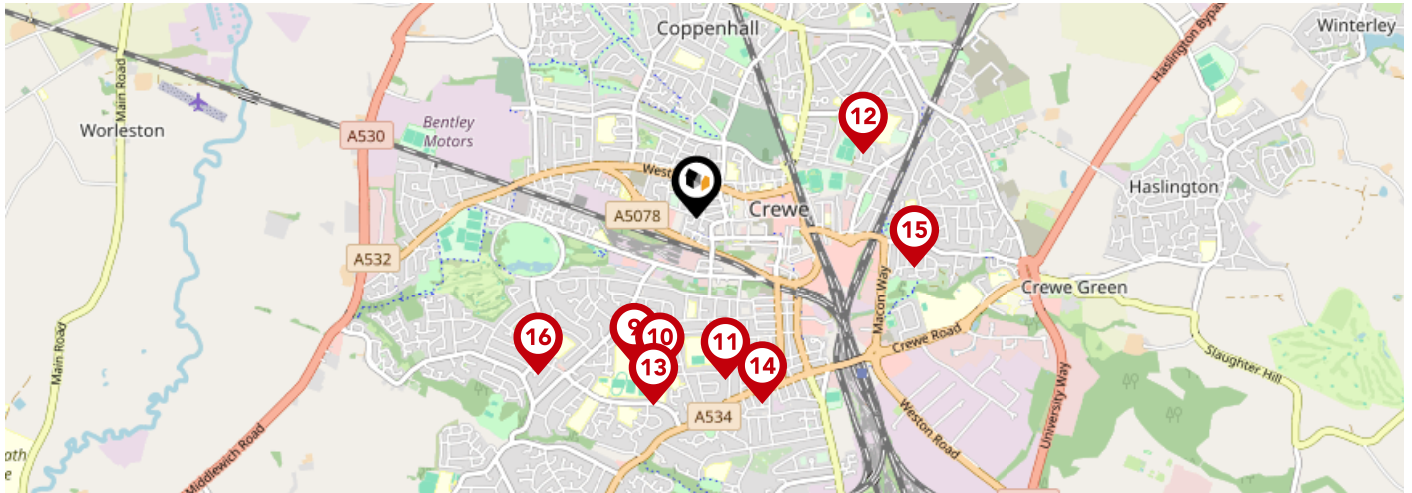 Coppenhall
Winterley
Main Road
Haslington Bypass
Worleston
A530
Bentley
Motors
12
West
Haslington
A5078
Crewe
15
A532
Macon Way
Crewe Green
9
10
16
11
13
14
Crewe Road
Main Road
Slaughter Hill
A534
University Way
Weston Road
Middlewich Road
ath
e